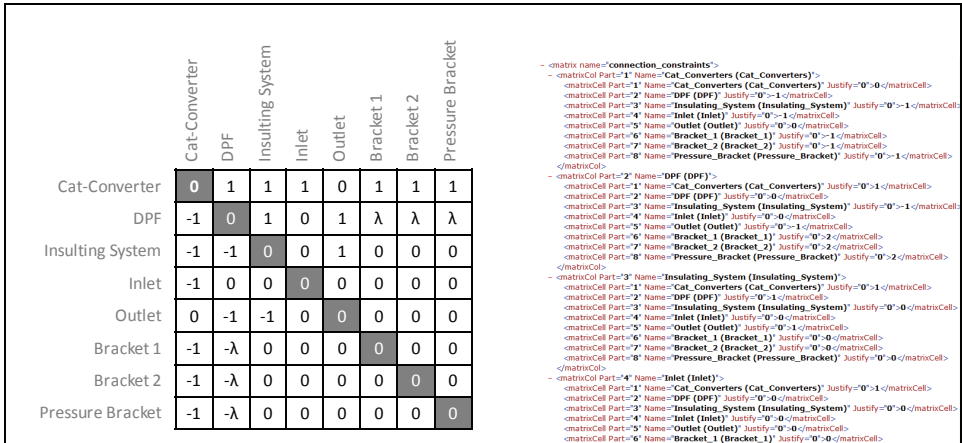 Cat-Converter
DPF
Insulting System
Inlet
Outlet
Bracket 1
Bracket 2
Pressure Bracket
Cat-Converter 0 1 1 1 0 1 1 1
DPF -1 0 1 0 1 λ λ λ
Insulting System -1 -1 0 0 1 0 0 0
Inlet -1 0 0 0 0 0 0 0
Outlet 0 -1 -1 0 0 0 0 0
Bracket 1 -1 -λ 0 0 0 0 0 0
Bracket 2 -1 -λ 0 0 0 0 0 0
Pressure Bracket -1 -λ 0 0 0 0 0 0
- <matrix name="connection_constraints">
- <matrixCol Part="1" Name="Cat_Converters (Cat_Converters)">
<matrixCell Part="1" Name="Cat_Converters (Cat_Converters)" Justify="0">0</matrixCell>
<matrixCell Part="2" Name="DPF (DPF)" Justify="0">-1</matrixCell>
<matrixCell Part="3" Name="Insulating_System (Insulating_System)" Justify="0">-1</matrixCell>
<matrixCell Part="4" Name="Inlet (Inlet)" Justify="0">-1</matrixCell>
<matrixCell Part="5" Name="Outlet (Outlet)" Justify="0">0</matrixCell>
<matrixCell Part="6" Name="Bracket_1 (Bracket_1)" Justify="0">-1</matrixCell>
<matrixCell Part="7" Name="Bracket_2 (Bracket_2)" Justify="0">-1</matrixCell>
<matrixCell Part="8" Name="Pressure_Bracket (Pressure_Bracket)" Justify="0">-1</matrixCell>
</matrixCol>
- <matrixCol Part="2" Name="DPF (DPF)">
<matrixCell Part="1" Name="Cat_Converters (Cat_Converters)" Justify="0">1</matrixCell>
<matrixCell Part="2" Name="DPF (DPF)" Justify="0">0</matrixCell>
<matrixCell Part="3" Name="Insulating_System (Insulating_System)" Justify="0">-1</matrixCell>
<matrixCell Part="4" Name="Inlet (Inlet)" Justify="0">0</matrixCell>
<matrixCell Part="5" Name="Outlet (Outlet)" Justify="0">-1</matrixCell>
<matrixCell Part="6" Name="Bracket_1 (Bracket_1)" Justify="0">2</matrixCell>
<matrixCell Part="7" Name="Bracket_2 (Bracket_2)" Justify="0">2</matrixCell>
<matrixCell Part="8" Name="Pressure_Bracket (Pressure_Bracket)" Justify="0">2</matrixCell>
</matrixCol>
- <matrixCol Part="3" Name="Insulating_System (Insulating_System)">
<matrixCell Part="1" Name="Cat_Converters (Cat_Converters)" Justify="0">1</matrixCell>
<matrixCell Part="2" Name="DPF (DPF)" Justify="0">1</matrixCell>
<matrixCell Part="3" Name="Insulating_System (Insulating_System)" Justify="0">0</matrixCell>
<matrixCell Part="4" Name="Inlet (Inlet)" Justify="0">0</matrixCell>
<matrixCell Part="5" Name="Outlet (Outlet)" Justify="0">1</matrixCell>
<matrixCell Part="6" Name="Bracket_1 (Bracket_1)" Justify="0">0</matrixCell>
<matrixCell Part="7" Name="Bracket_2 (Bracket_2)" Justify="0">0</matrixCell>
<matrixCell Part="8" Name="Pressure_Bracket (Pressure_Bracket)" Justify="0">0</matrixCell>
</matrixCol>
- <matrixCol Part="4" Name="Inlet (Inlet)">
<matrixCell Part="1" Name="Cat_Converters (Cat_Converters)" Justify="0">1</matrixCell>
<matrixCell Part="2" Name="DPF (DPF)" Justify="0">0</matrixCell>
<matrixCell Part="3" Name="Insulating_System (Insulating_System)" Justify="0">0</matrixCell>
<matrixCell Part="4" Name="Inlet (Inlet)" Justify="0">0</matrixCell>
<matrixCell Part="5" Name="Outlet (Outlet)" Justify="0">0</matrixCell>
<matrixCell Part="6" Name="Bracket_1 (Bracket_1)" Justify="0">0</matrixCell>